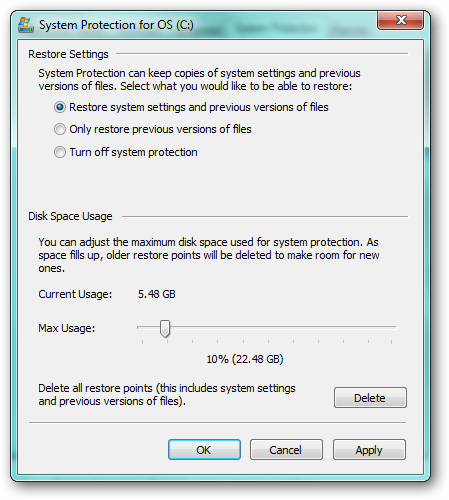 System Protection for OS (C:)
Restore Settings
System Protection can keep copies of system settings and previous
versions of files. Select what you would like to be able to restore:
Restore system settings and previous versions of files
Only restore previous versions of files
Turn off system protection
Disk Space Usage
You can adjust the maximum disk space used for system protection. As
space fills up, older restore points will be deleted to make room for new
ones.
Current Usage: 5.48 GB
Max Usage:
10% (22.48 GB)
Delete all restore points (this includes system settings
and previous versions of files).
Delete
OK Cancel Apply